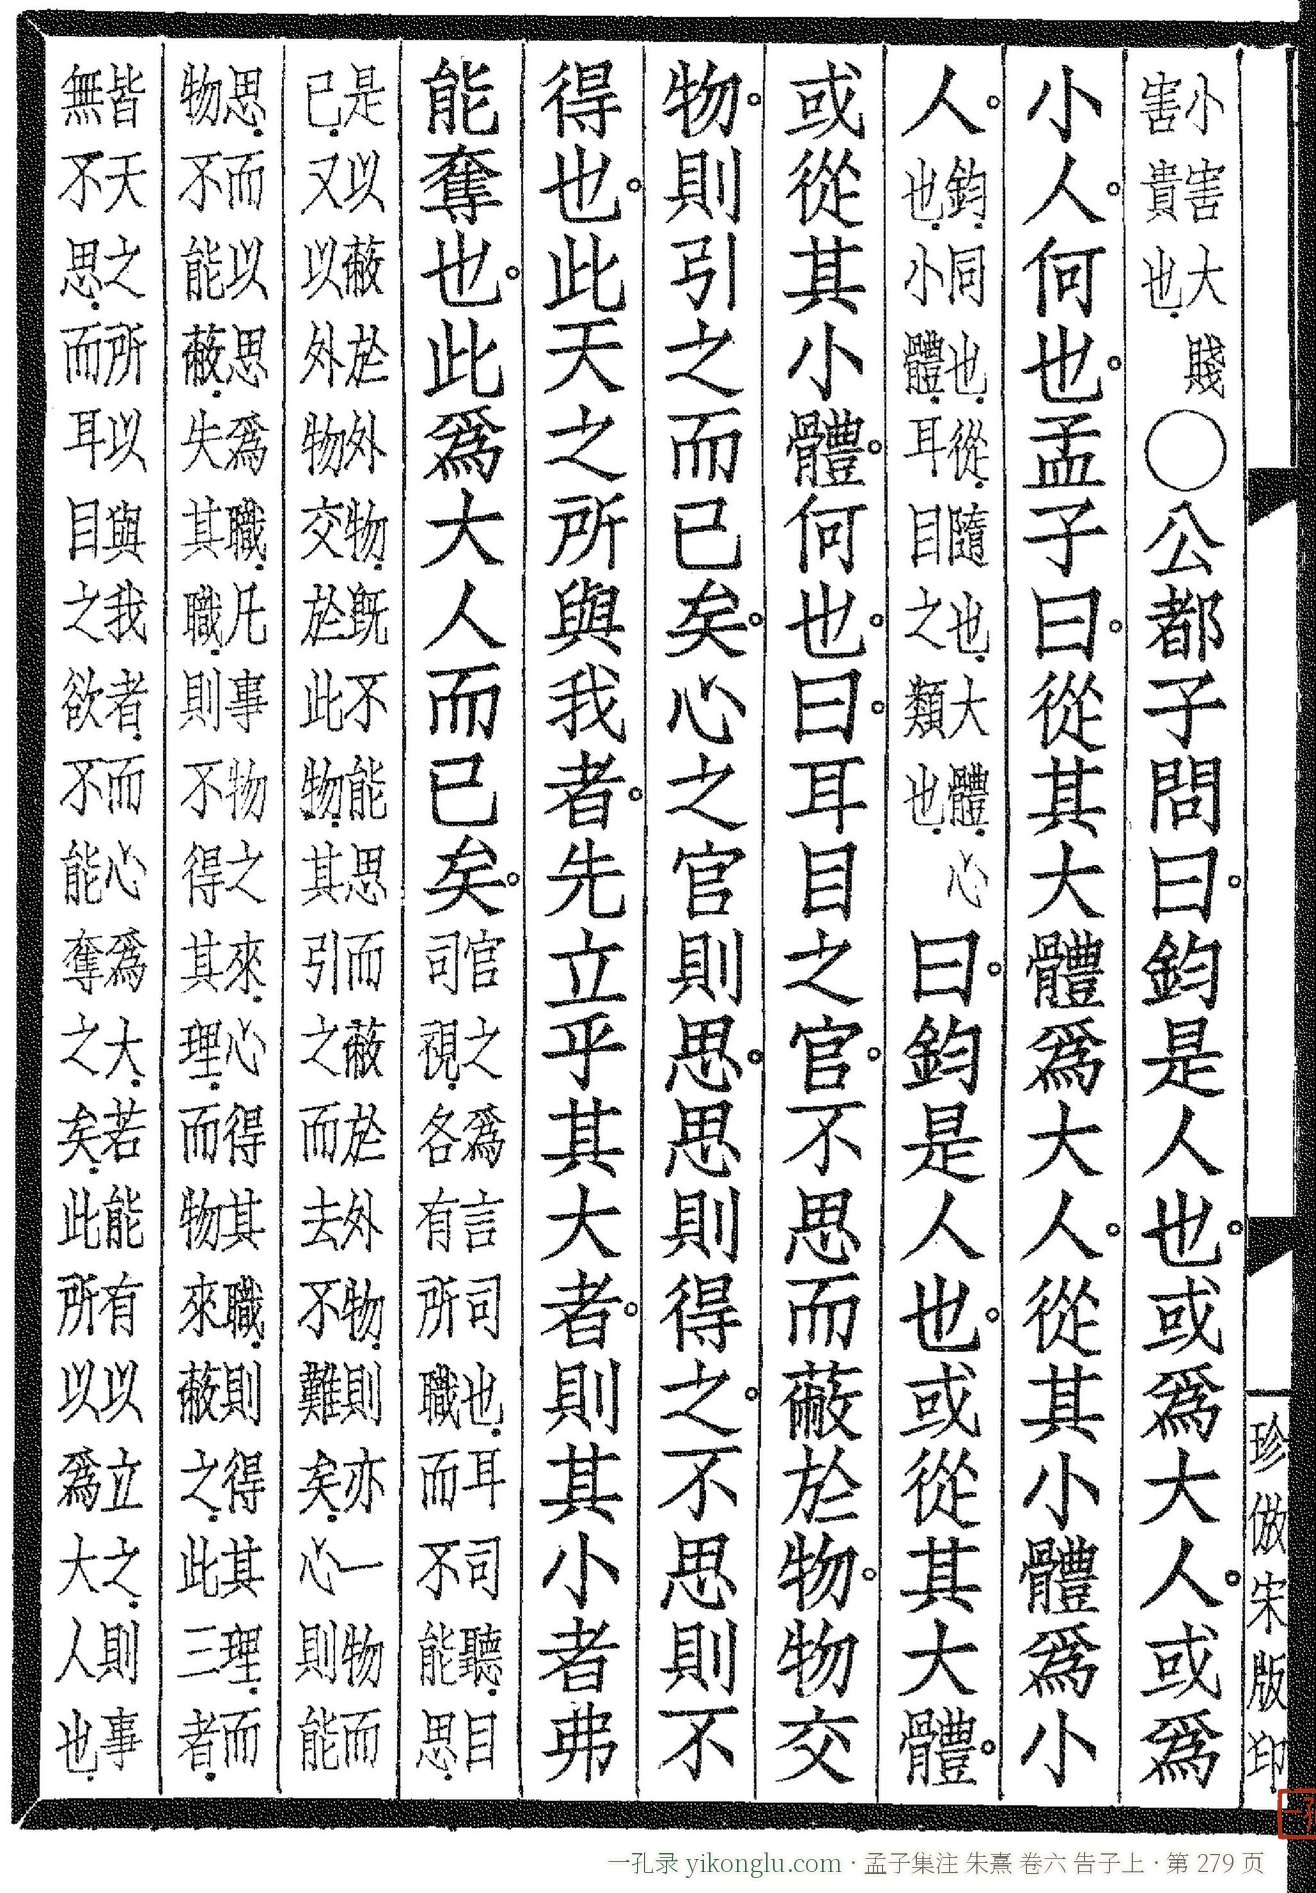 珍倣宋版印
小害大賤
害貴也。
○公都子問曰。鈞是人也。或爲大人。或爲
小人。何也。孟子曰。從其大體爲大人。從其小體爲小
人。
鈞。同也。從。隨也。大體。心
也。小體。耳目之類也。
曰。鈞是人也。或從其大體。
或從其小體。何也。曰。耳目之官。不思而蔽於物。物交
物。則引之而已矣。心之官則思。思則得之。不思則不
得也。此天之所與我者。先立乎其大者。則其小者弗
能奪也。此爲大人而已矣。
官之爲言司也。耳司聽。目
司視。各有所職而不能思。
是以蔽於外物。既不能思而蔽於外物。則亦一物而
已。又以外物交於此物。其引之而去不難矣。心則能
思。而以思爲職。凡事物之來。心得其職。則得其理。而
物不能蔽。失其職。則不得其理。而物來蔽之。此三者。
皆天之所以與我者。而心爲大。若能有以立之。則事
無不思。而耳目之欲不能奪之矣。此所以爲大人也。
一孔录 yikonglu.com · 孟子集注 朱熹 卷六 告子上 · 第 279 页